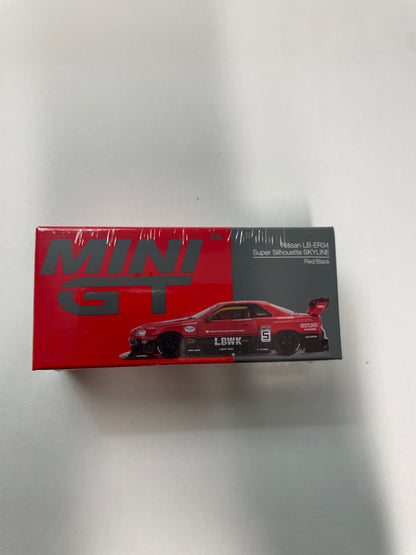 MINI
GT
Nissan LB-ER34
Super Silhouette SKYLINE
Red/Black
LBWK
5